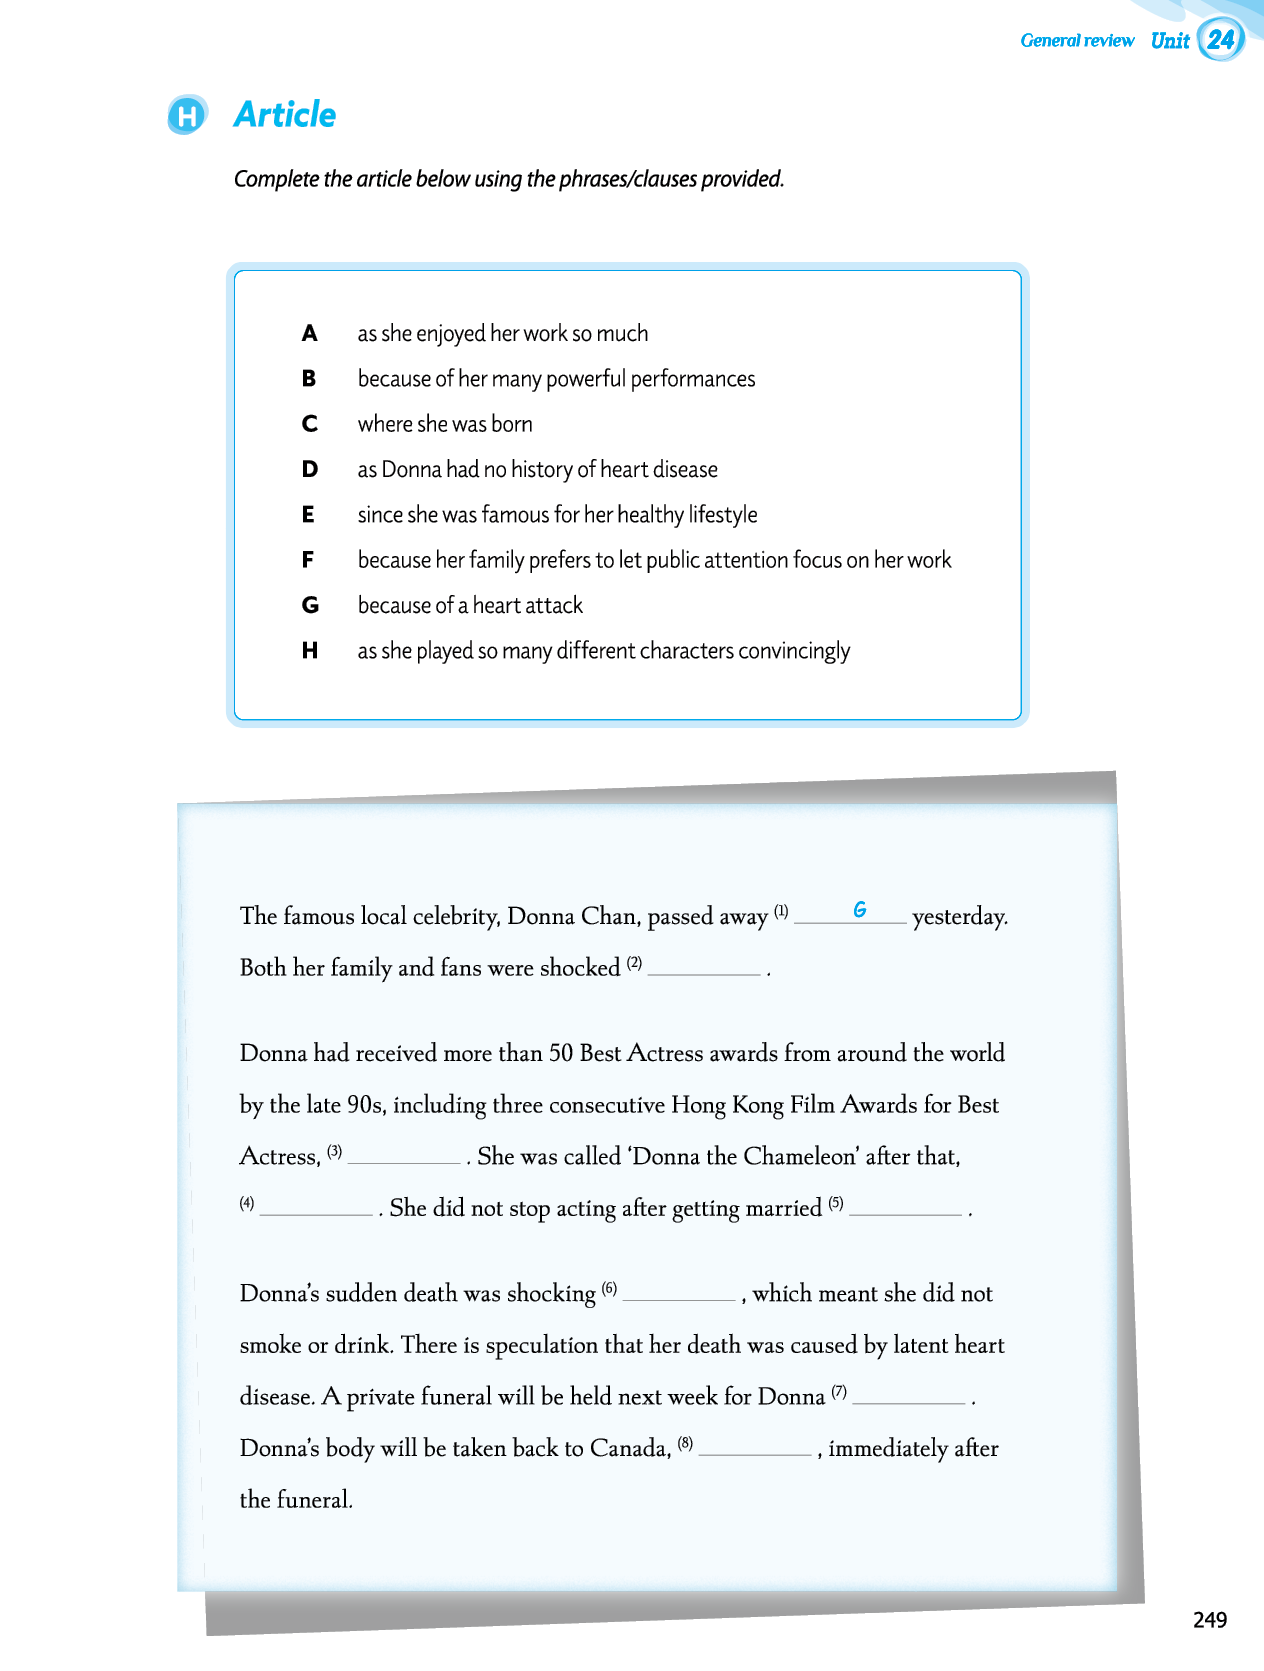 General review Unit 24
H Article
Complete the article below using the phrases/clauses provided.
A as she enjoyed her work so much
B because of her many powerful performances
C where she was born
D as Donna had no history of heart disease
E since she was famous for her healthy lifestyle
F because her family prefers to let public attention focus on her work
G because of a heart attack
H as she played so many different characters convincingly
The famous local celebrity, Donna Chan, passed away (1) G yesterday.
Both her family and fans were shocked (2) ____________ .
Donna had received more than 50 Best Actress awards from around the world
by the late 90s, including three consecutive Hong Kong Film Awards for Best
Actress, (3) ____________ . She was called ‘Donna the Chameleon’ after that,
(4) ____________ . She did not stop acting after getting married (5) ____________ .
Donna’s sudden death was shocking (6) ____________ , which meant she did not
smoke or drink. There is speculation that her death was caused by latent heart
disease. A private funeral will be held next week for Donna (7) ____________ .
Donna’s body will be taken back to Canada, (8) ____________ , immediately after
the funeral.
249